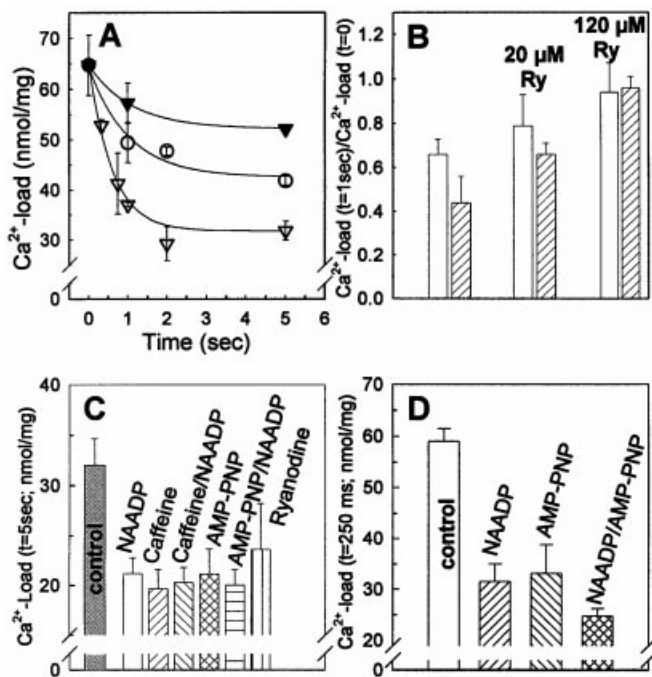 A
Ca²⁺-load (nmol/mg)
70
60
50
40
30
0
0 1 2 3 4 5 6
Time (sec)
B
Ca²⁺-load (t=1sec)/Ca²⁺-load (t=0)
1.2
1.0
0.8
0.6
0.4
0.2
0.0
20 µM
Ry
120 µM
Ry
C
Ca²⁺-Load (t=5sec; nmol/mg)
40
30
20
0
control
NAADP
Caffeine
Caffeine/NAADP
AMP-PNP
AMP-PNP/NAADP
Ryanodine
D
Ca²⁺-load (t=250 ms; nmol/mg)
70
60
50
40
30
20
0
control
NAADP
AMP-PNP
NAADP/AMP-PNP